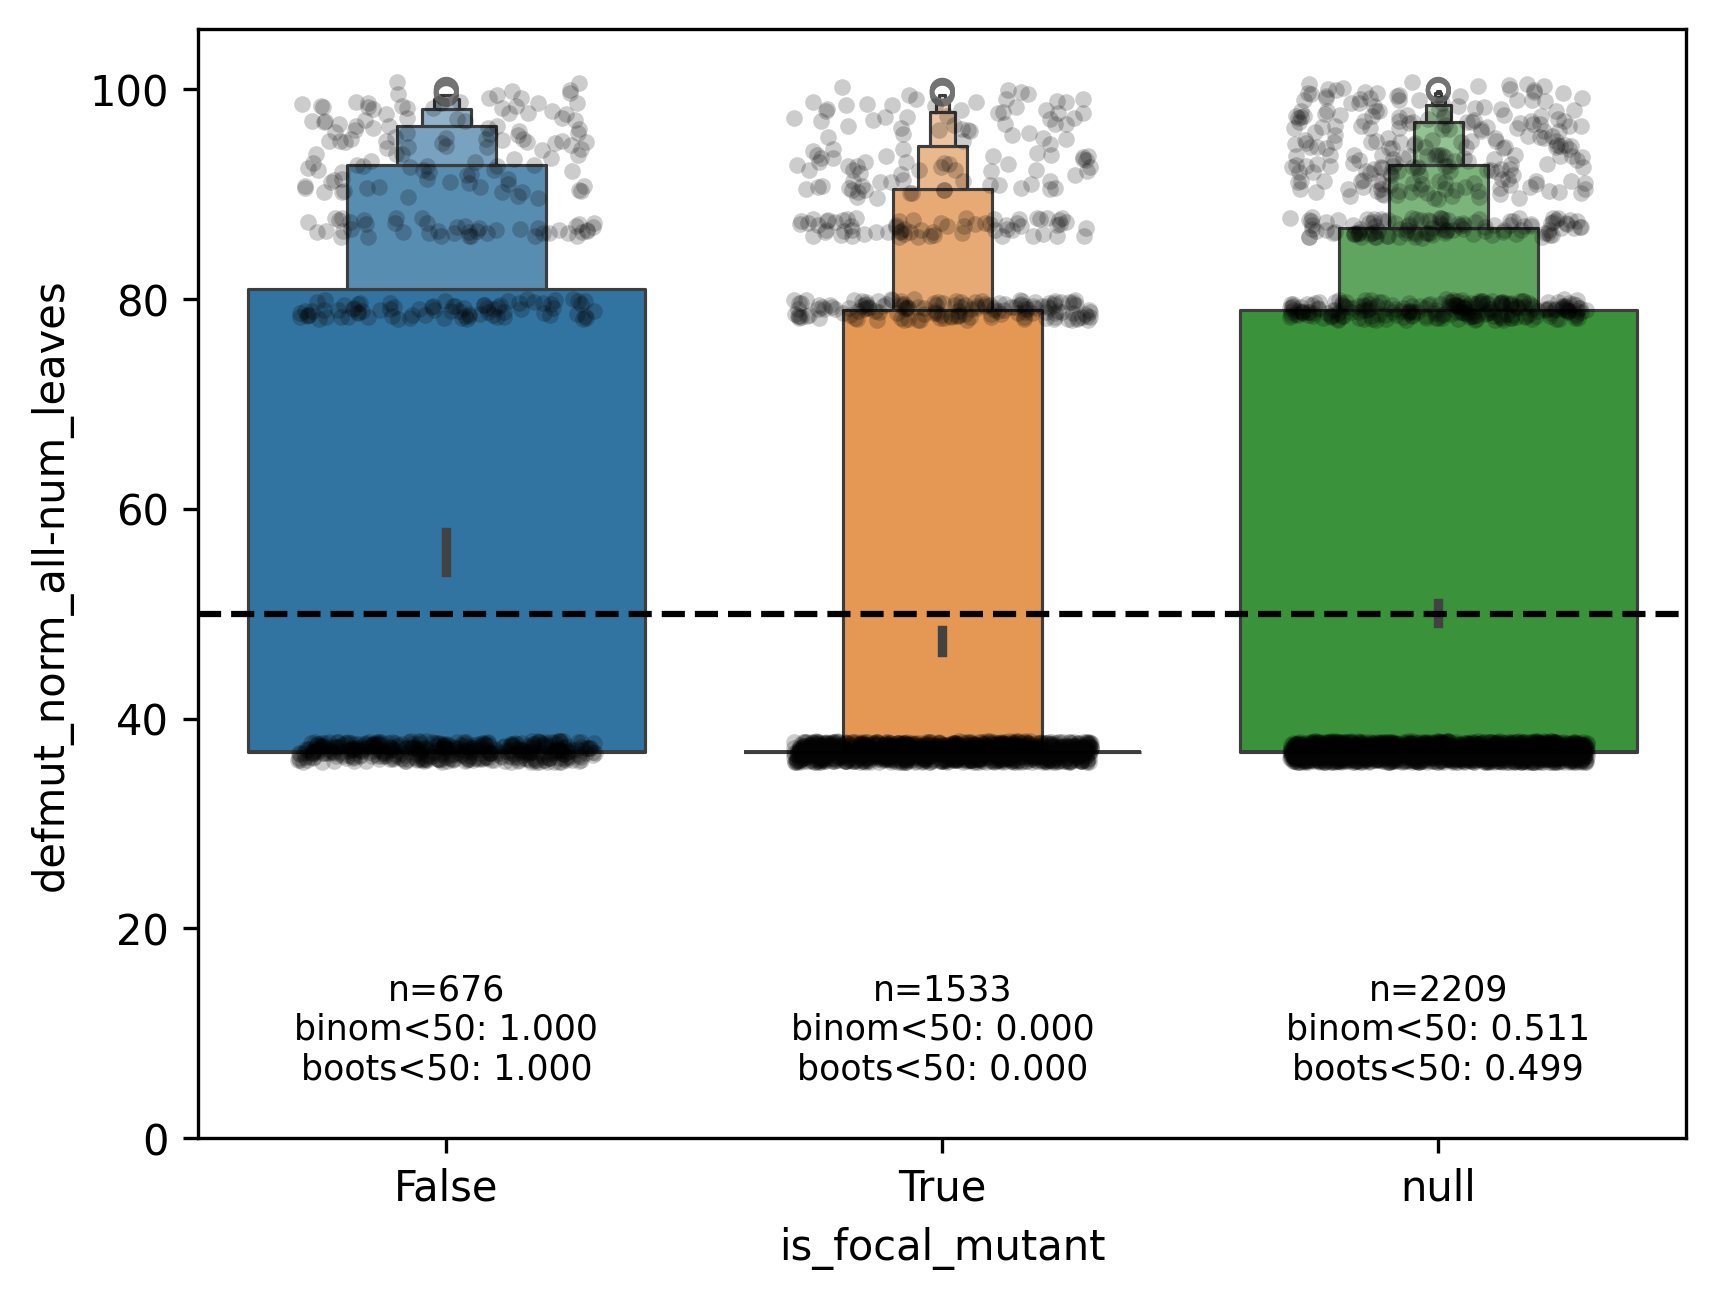 100
80
60
40
20
0
defmut_norm_all-num_leaves
n=676
binom<50: 1.000
boots<50: 1.000
n=1533
binom<50: 0.000
boots<50: 0.000
n=2209
binom<50: 0.511
boots<50: 0.499
False
True
null
is_focal_mutant